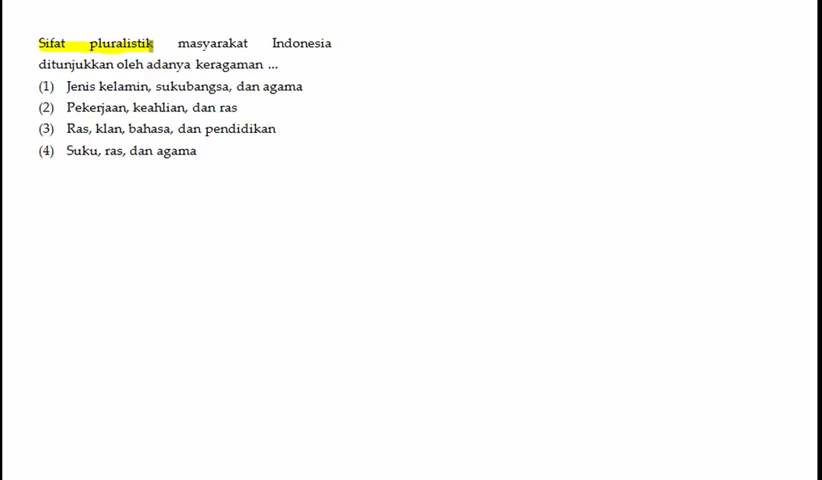 Sifat pluralistik masyarakat Indonesia
ditunjukkan oleh adanya keragaman ...
(1) Jenis kelamin, sukubangsa, dan agama
(2) Pekerjaan, keahlian, dan ras
(3) Ras, klan, bahasa, dan pendidikan
(4) Suku, ras, dan agama